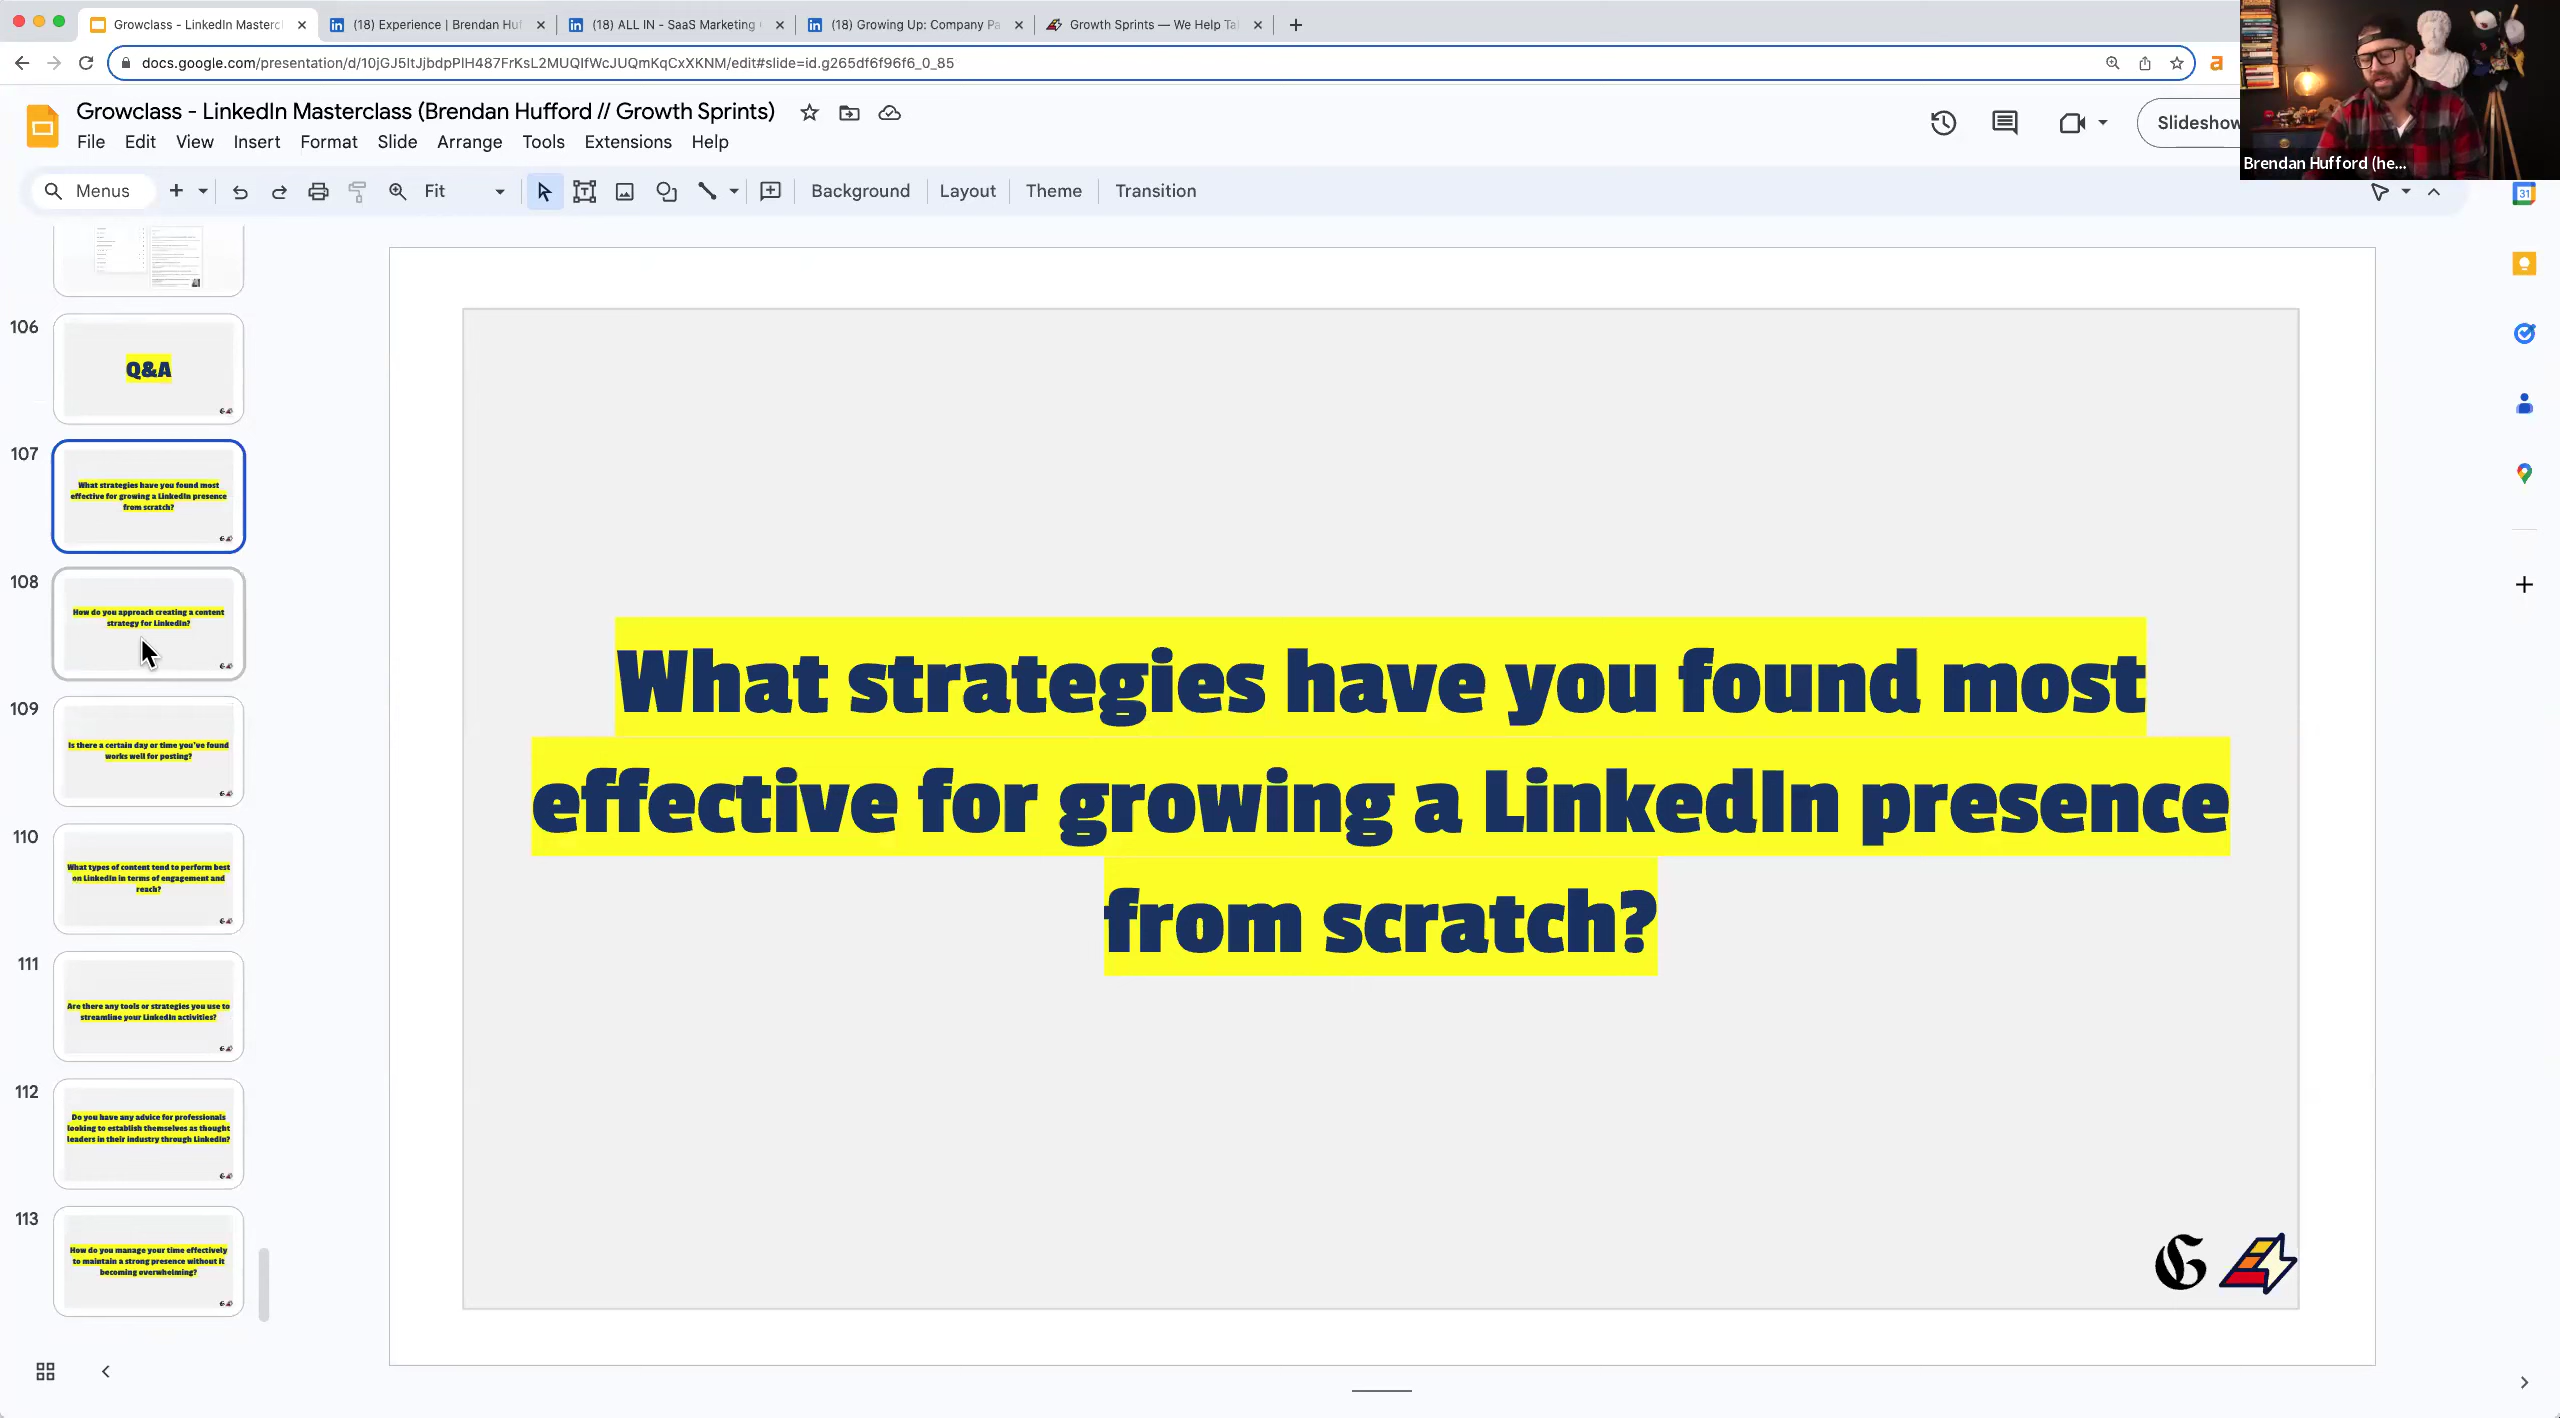 Growclass - LinkedIn Masterc
(18) Experience | Brendan Huf
(18) ALL IN - SaaS Marketing
(18) Growing Up: Company Pa
Growth Sprints — We Help Ta
docs.google.com/presentation/d/10jGJ5ItJjbdpPIH487FrKsL2MUQIfWcJUQmKqCxXKNM/edit#slide=id.g265df6f96f6_0_85
Growclass - LinkedIn Masterclass (Brendan Hufford // Growth Sprints)
File Edit View Insert Format Slide Arrange Tools Extensions Help
Slideshow
Brendan Hufford (he...
Menus
Fit
Background
Layout
Theme
Transition
31
106
Q&A
107
What strategies have you found most
effective for growing a LinkedIn presence
from scratch?
108
How do you approach creating a content
strategy for LinkedIn?
109
Is there a certain day or time you've found
works well for posting?
110
What types of content tend to perform best
on LinkedIn in terms of engagement and
reach?
111
Are there any tools or strategies you use to
streamline your LinkedIn activities?
112
Do you have any advice for professionals
looking to establish themselves as thought
leaders in their industry through LinkedIn?
113
How do you manage your time effectively
to maintain a strong presence without it
becoming overwhelming?
What strategies have you found most
effective for growing a LinkedIn presence
from scratch?
G